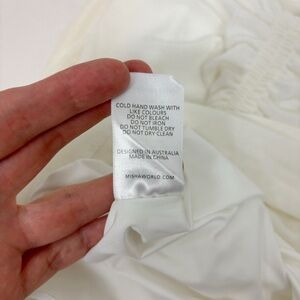 COLD HAND WASH WITH
LIKE COLOURS
DO NOT BLEACH
DO NOT IRON
DO NOT TUMBLE DRY
DO NOT DRY CLEAN
DESIGNED IN AUSTRALIA
MADE IN CHINA
MISHAWORLD.COM